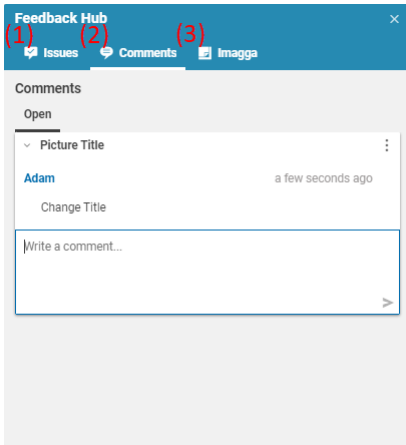 Feedback Hub
(1) Issues (2) Comments (3) Imagga
Comments
Open
Picture Title
Adam a few seconds ago
Change Title
Write a comment...